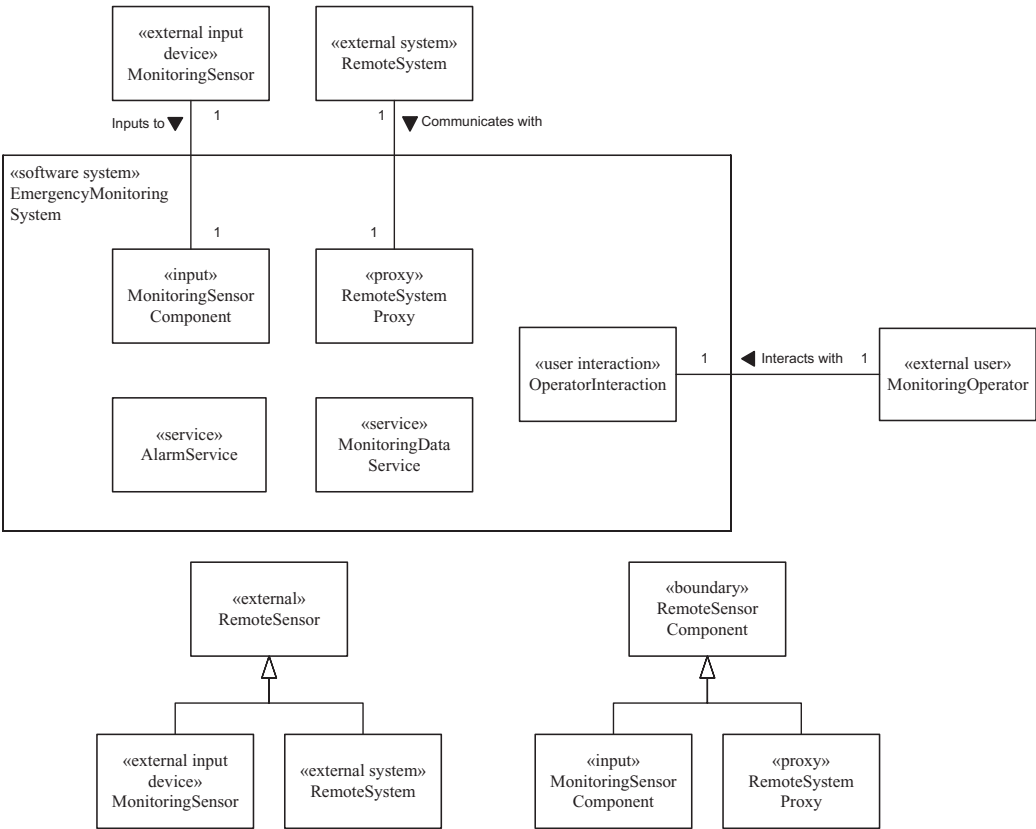 «external input
device»
MonitoringSensor
«external system»
RemoteSystem
Inputs to
1
1
Communicates with
«software system»
EmergencyMonitoring
System
1
1
«input»
MonitoringSensor
Component
«proxy»
RemoteSystem
Proxy
«user interaction»
OperatorInteraction
1
Interacts with
1
«external user»
MonitoringOperator
«service»
AlarmService
«service»
MonitoringData
Service
«external»
RemoteSensor
«boundary»
RemoteSensor
Component
«external input
device»
MonitoringSensor
«external system»
RemoteSystem
«input»
MonitoringSensor
Component
«proxy»
RemoteSystem
Proxy